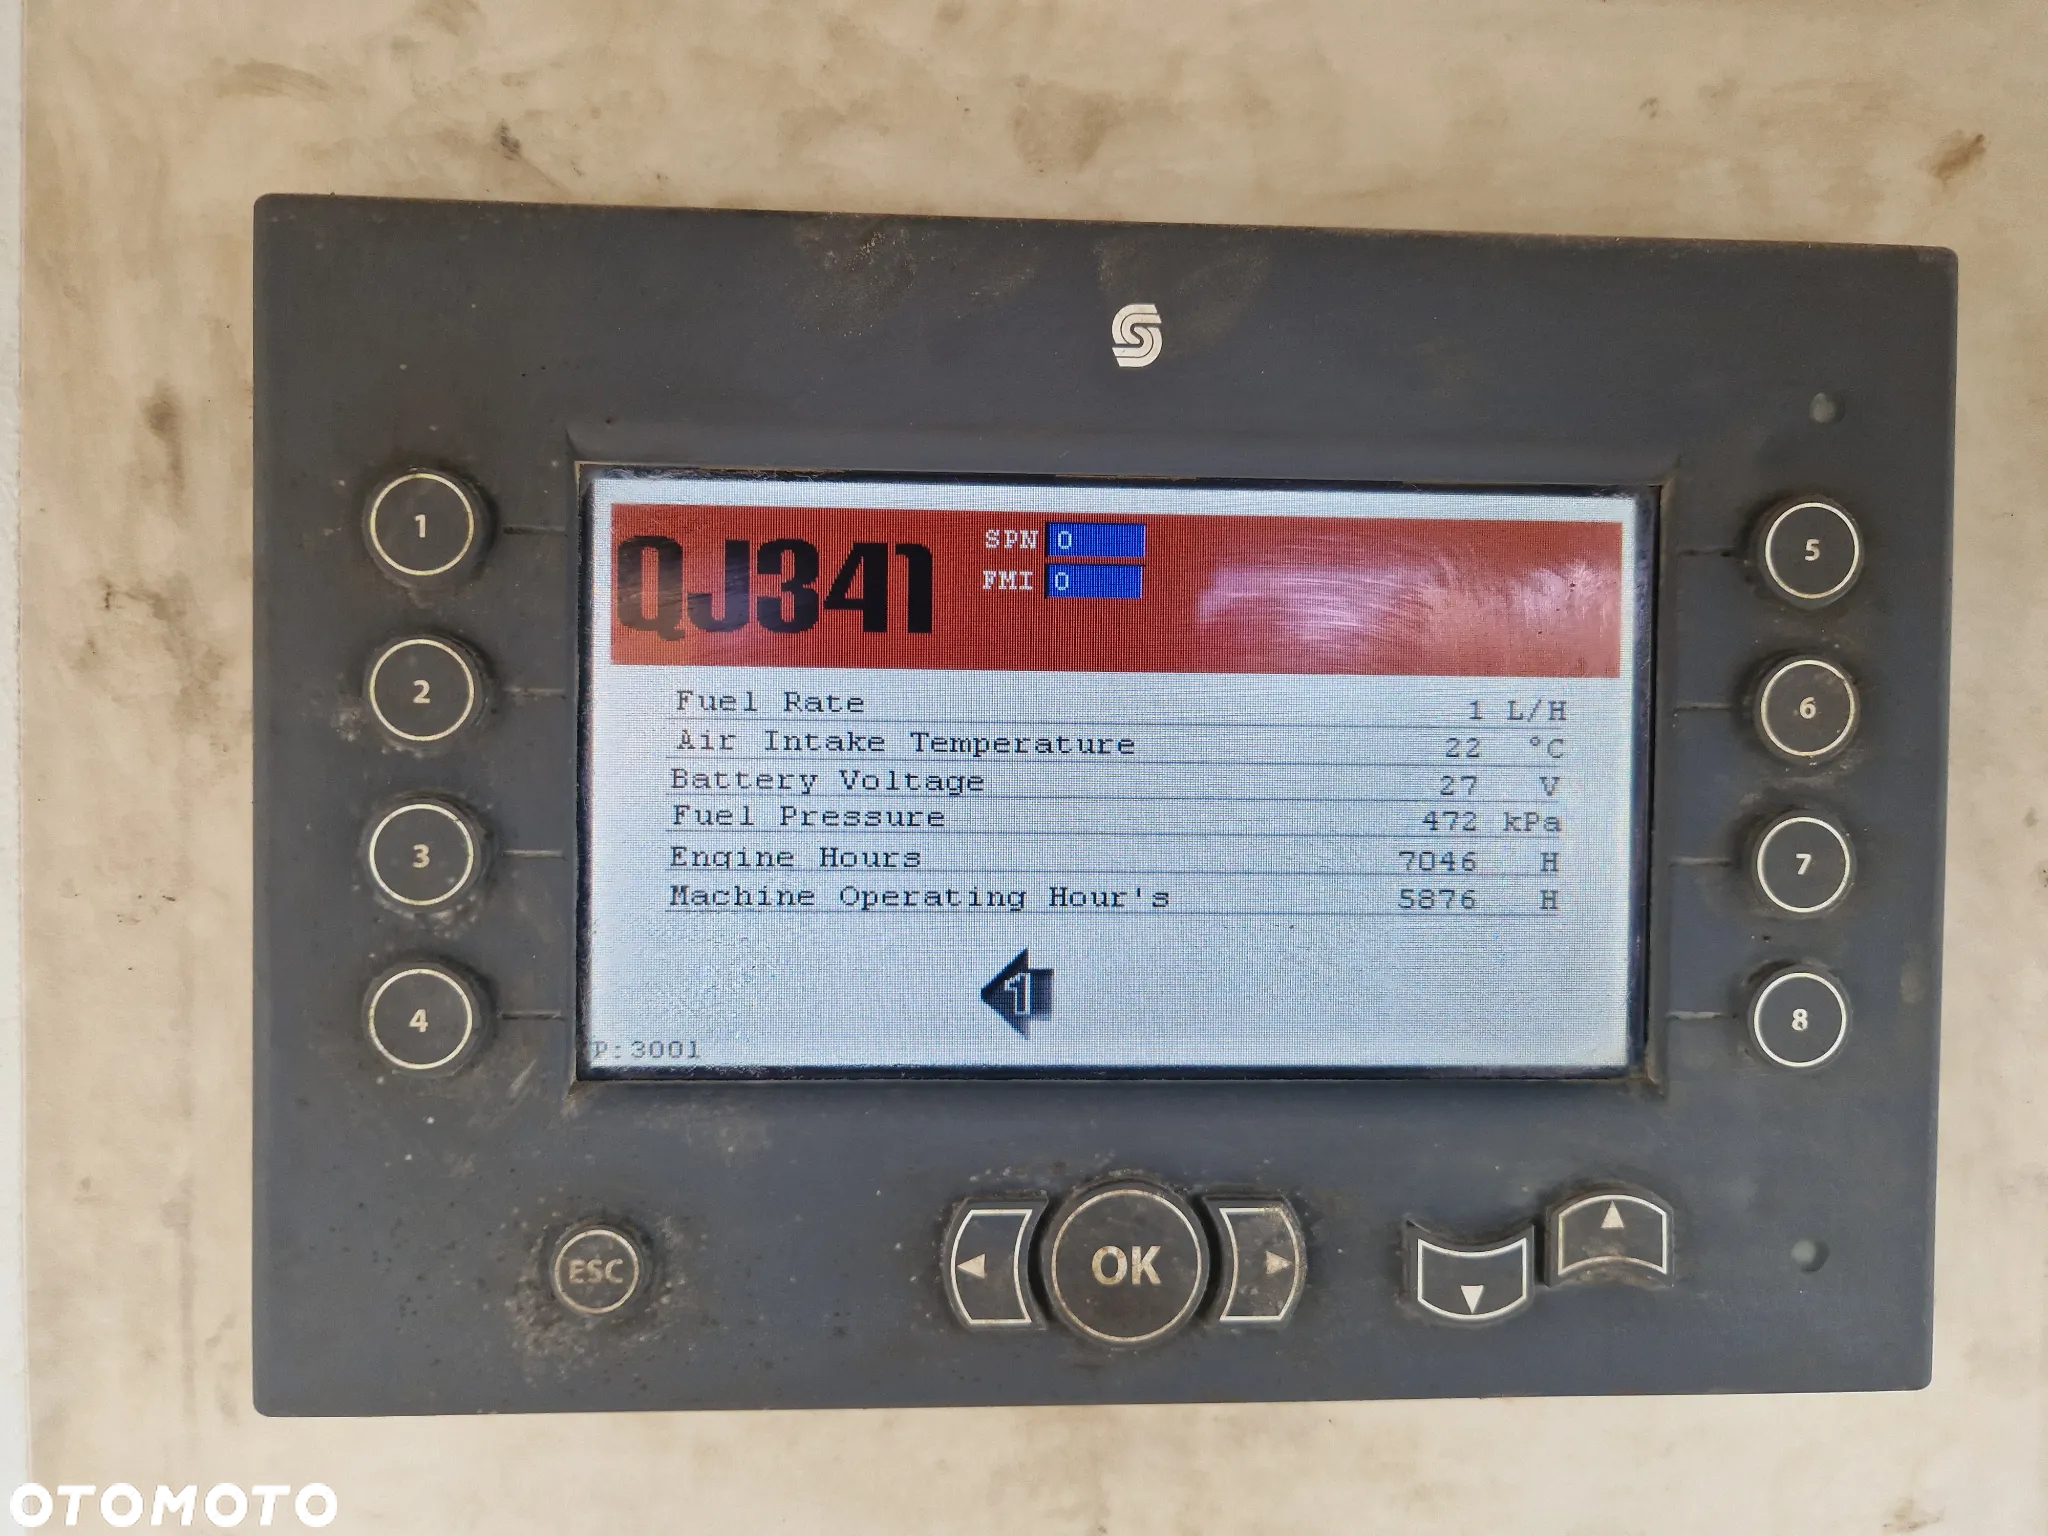 QJ341
SPN 0
FMI 0
Fuel Rate 1 L/H
Air Intake Temperature 22 °C
Battery Voltage 27 V
Fuel Pressure 472 kPa
Engine Hours 7046 H
Machine Operating Hour's 5876 H
1
P:3001
1
2
3
4
5
6
7
8
ESC
OK
OTOMOTO